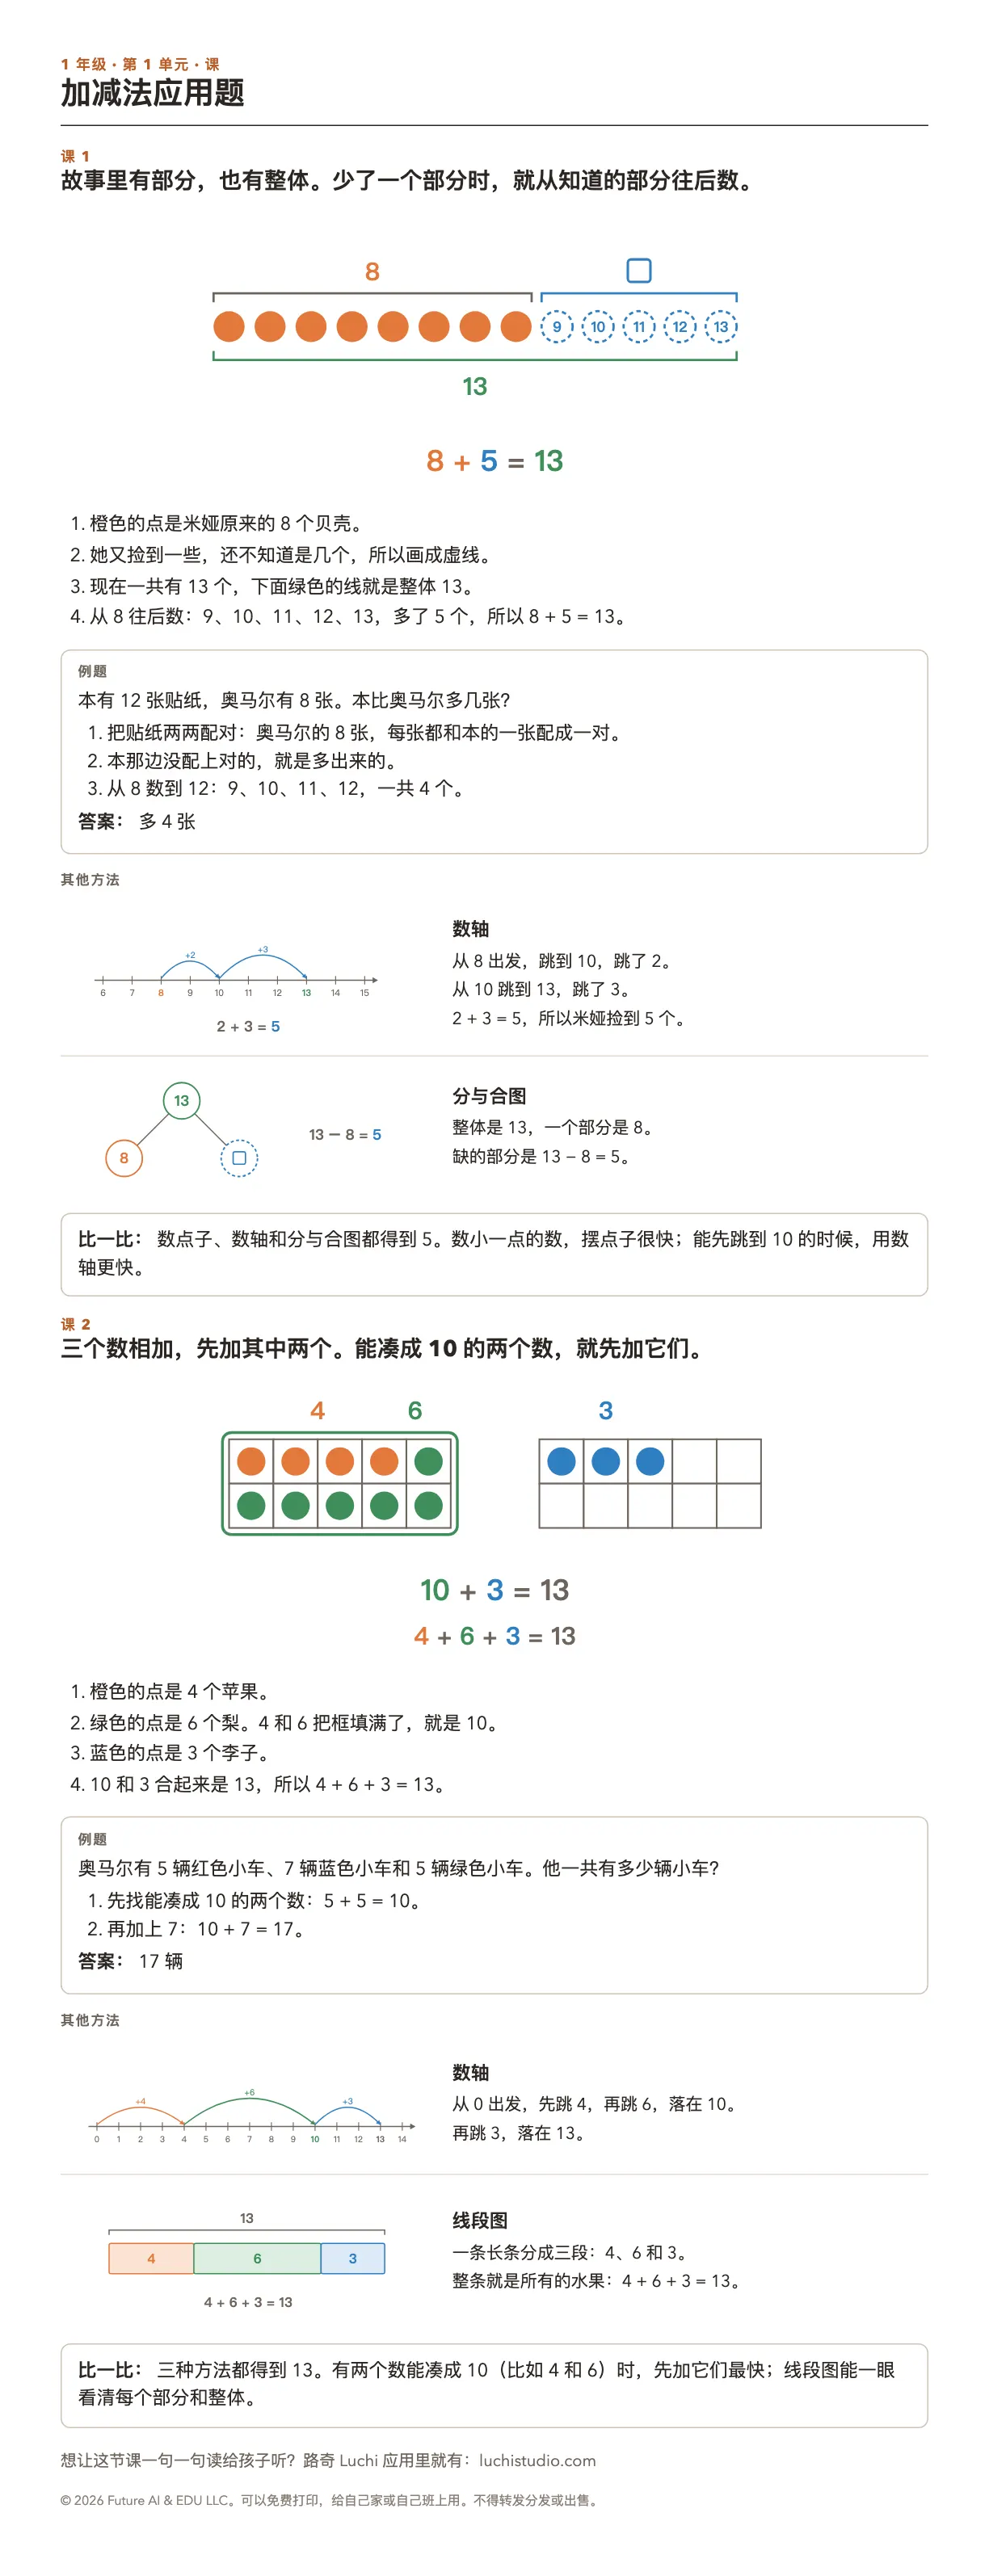 1 年级 · 第 1 单元 · 课
加减法应用题
课 1
故事里有部分，也有整体。少了一个部分时，就从知道的部分往后数。
8
9 10 11 12 13
13
8 + 5 = 13
1. 橙色的点是米娅原来的 8 个贝壳。
2. 她又捡到一些，还不知道是几个，所以画成虚线。
3. 现在一共有 13 个，下面绿色的线就是整体 13。
4. 从 8 往后数：9、10、11、12、13，多了 5 个，所以 8 + 5 = 13。
例题
本有 12 张贴纸，奥马尔有 8 张。本比奥马尔多几张？
1. 把贴纸两两配对：奥马尔的 8 张，每张都和本的一张配成一对。
2. 本那边没配上对的，就是多出来的。
3. 从 8 数到 12：9、10、11、12，一共 4 个。
答案： 多 4 张
其他方法
+2 +3
6 7 8 9 10 11 12 13 14 15
2 + 3 = 5
数轴
从 8 出发，跳到 10，跳了 2。
从 10 跳到 13，跳了 3。
2 + 3 = 5，所以米娅捡到 5 个。
13
8
13 − 8 = 5
分与合图
整体是 13，一个部分是 8。
缺的部分是 13 − 8 = 5。
比一比： 数点子、数轴和分与合图都得到 5。数小一点的数，摆点子很快；能先跳到 10 的时候，用数
轴更快。
课 2
三个数相加，先加其中两个。能凑成 10 的两个数，就先加它们。
4 6 3
10 + 3 = 13
4 + 6 + 3 = 13
1. 橙色的点是 4 个苹果。
2. 绿色的点是 6 个梨。4 和 6 把框填满了，就是 10。
3. 蓝色的点是 3 个李子。
4. 10 和 3 合起来是 13，所以 4 + 6 + 3 = 13。
例题
奥马尔有 5 辆红色小车、7 辆蓝色小车和 5 辆绿色小车。他一共有多少辆小车？
1. 先找能凑成 10 的两个数：5 + 5 = 10。
2. 再加上 7：10 + 7 = 17。
答案： 17 辆
其他方法
+4 +6 +3
0 1 2 3 4 5 6 7 8 9 10 11 12 13 14
数轴
从 0 出发，先跳 4，再跳 6，落在 10。
再跳 3，落在 13。
13
4 6 3
4 + 6 + 3 = 13
线段图
一条长条分成三段：4、6 和 3。
整条就是所有的水果：4 + 6 + 3 = 13。
比一比： 三种方法都得到 13。有两个数能凑成 10（比如 4 和 6）时，先加它们最快；线段图能一眼
看清每个部分和整体。
想让这节课一句一句读给孩子听？路奇 Luchi 应用里就有：luchistudio.com
© 2026 Future AI & EDU LLC。可以免费打印，给自己家或自己班上用。不得转发分发或出售。